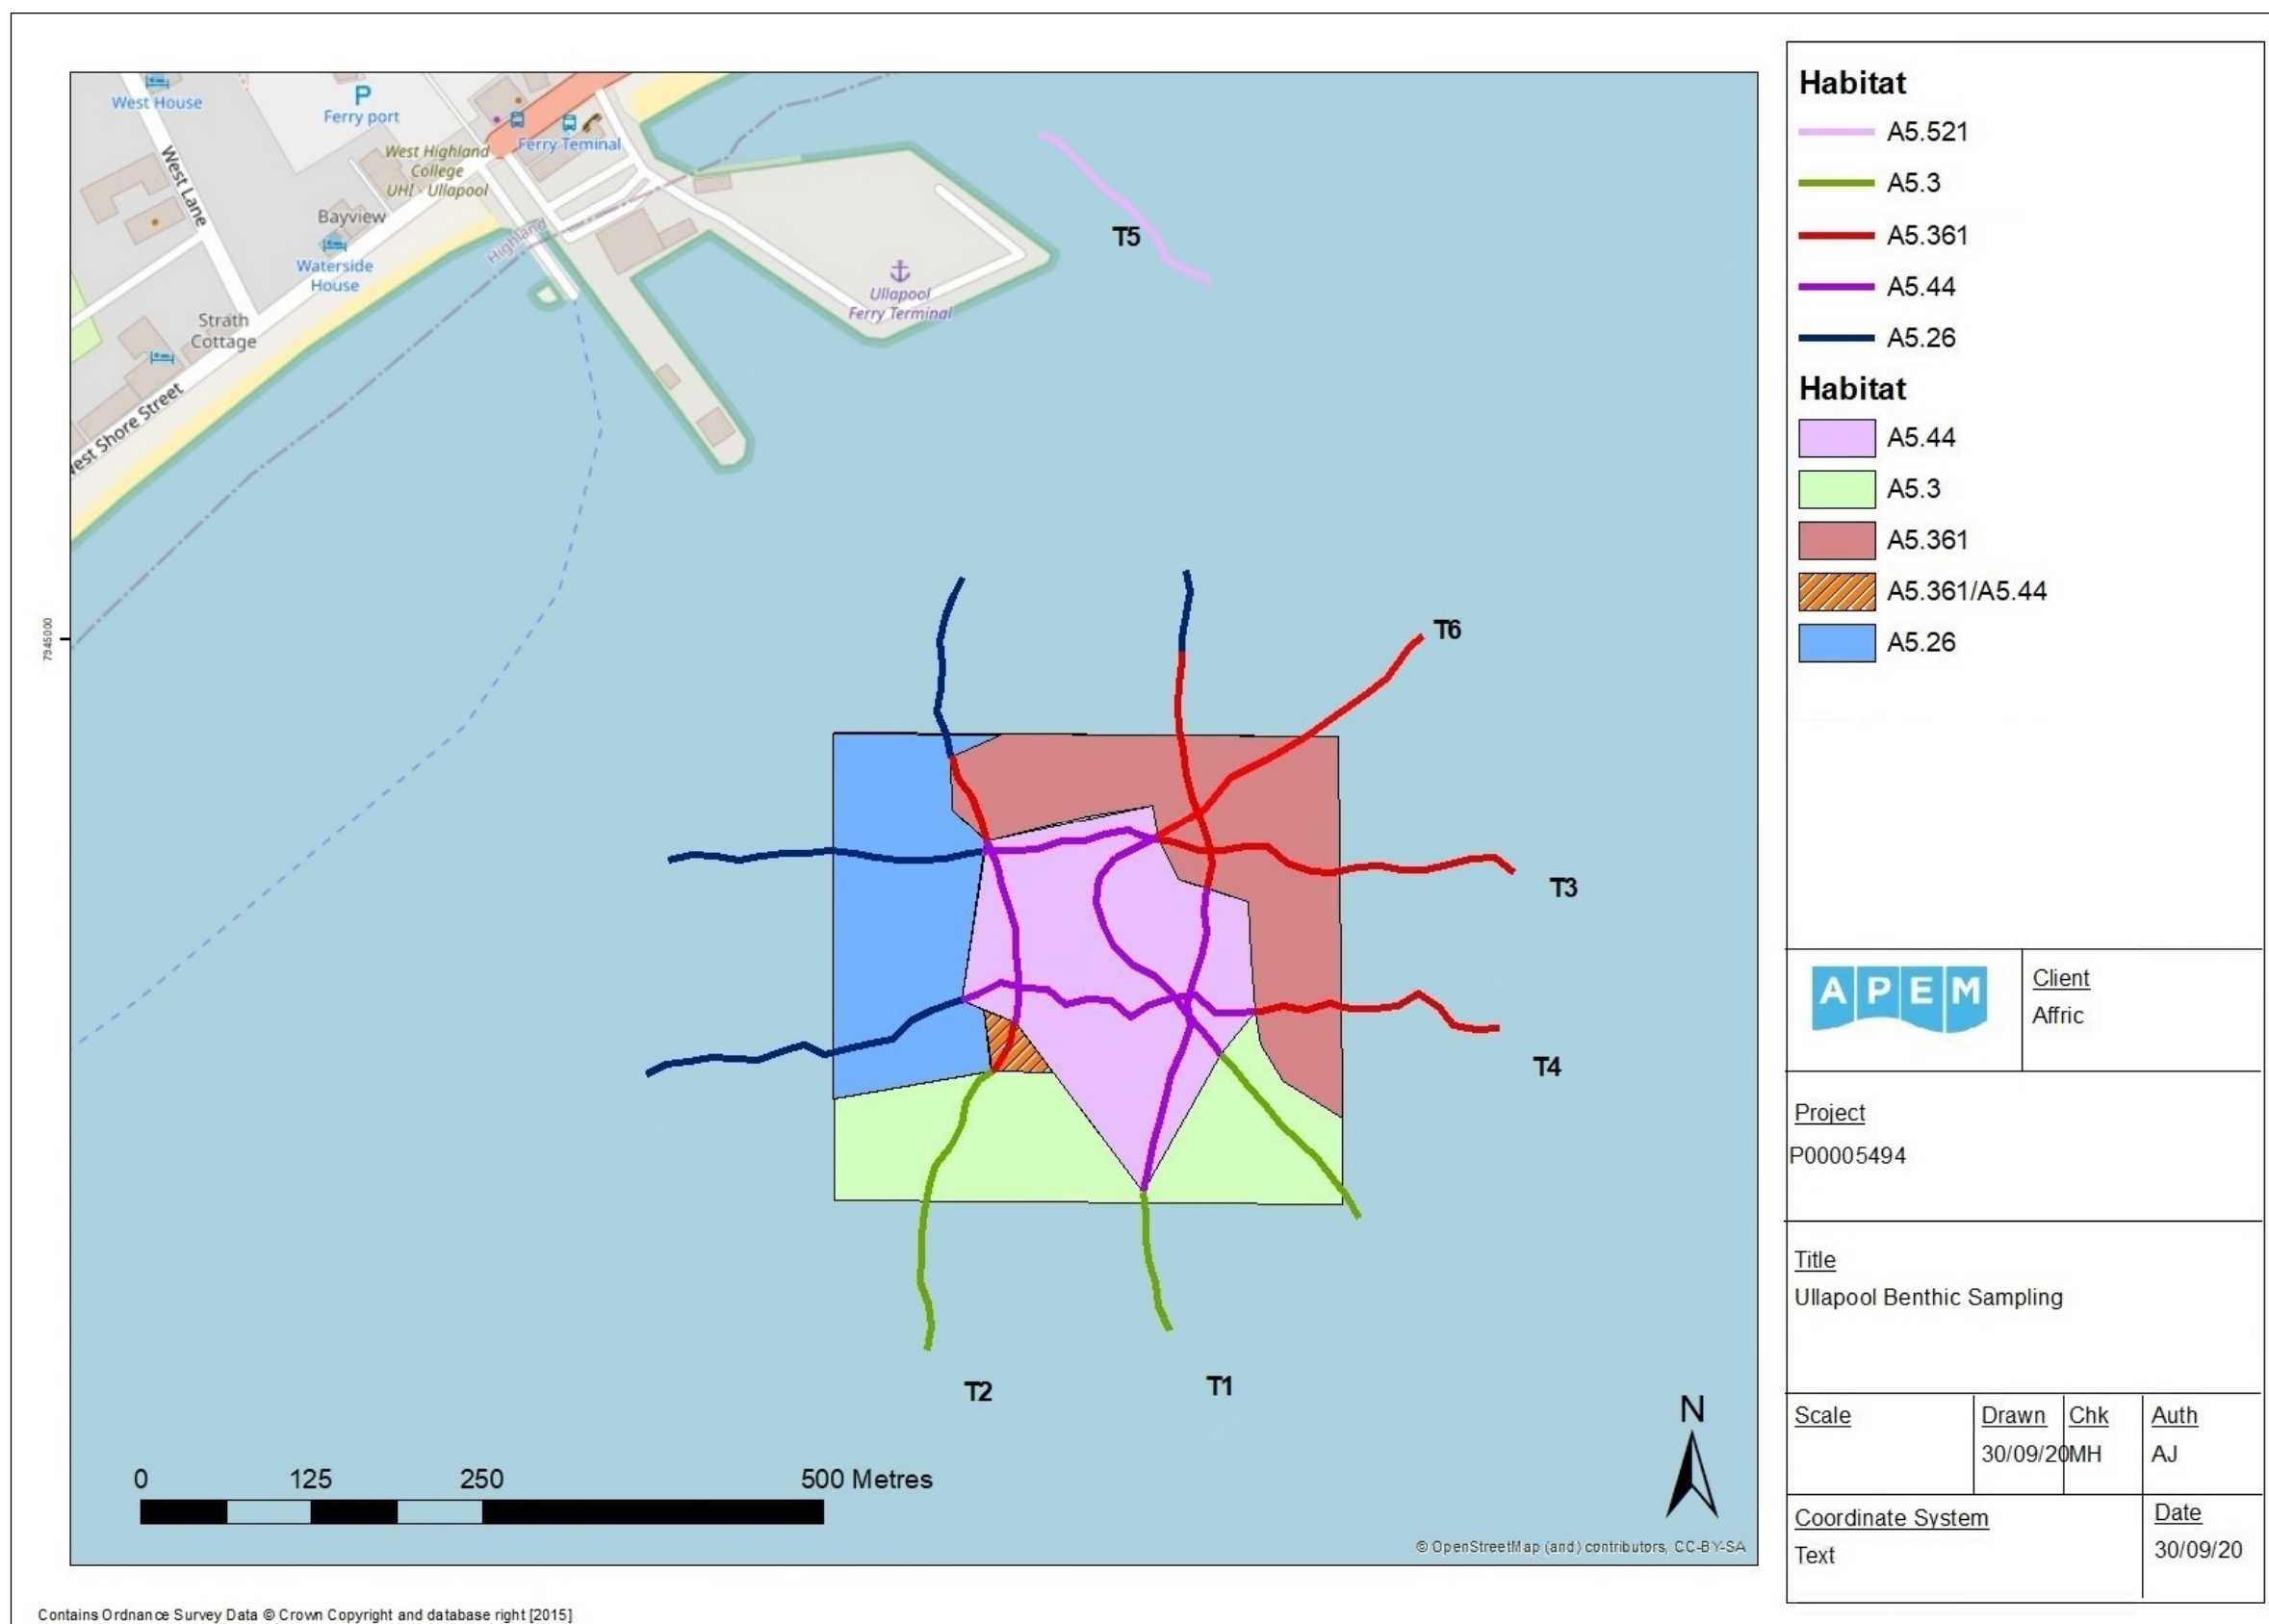 West House
P
Ferry port
Ferry Teminal
West Highland
College
UHI - Ullapool
West Lane
Bayview
Highland
Waterside
House
Strath
Cottage
West Shore Street
Ullapool
Ferry Terminal
T5
7945000
T6
T3
T4
T2
T1
N
0 125 250 500 Metres
© OpenStreetMap (and) contributors, CC-BY-SA
Contains Ordnance Survey Data © Crown Copyright and database right [2015]
Habitat
A5.521
A5.3
A5.361
A5.44
A5.26
Habitat
A5.44
A5.3
A5.361
A5.361/A5.44
A5.26
APEM
Client
Affric
Project
P00005494
Title
Ullapool Benthic Sampling
Scale
Drawn
30/09/20
Chk
MH
Auth
AJ
Coordinate System
Text
Date
30/09/20